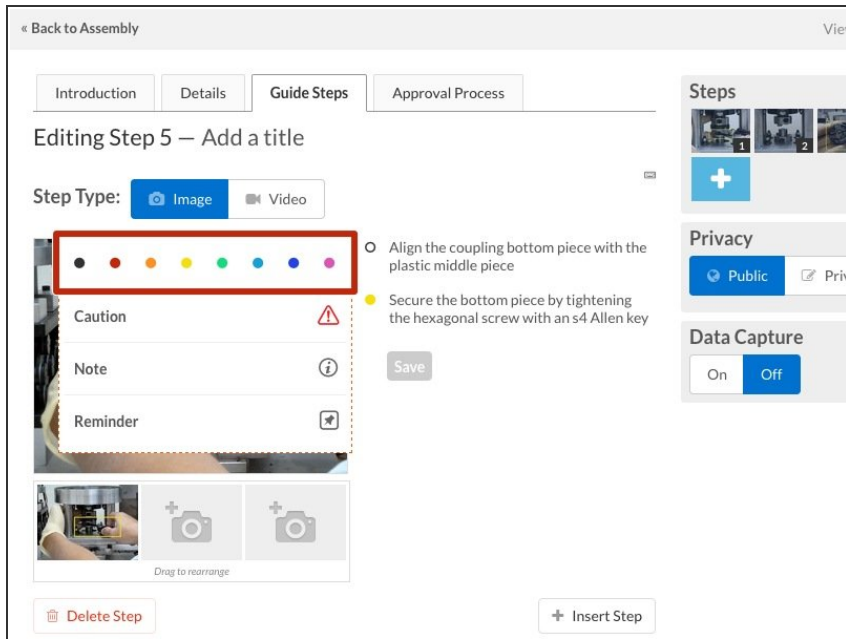 « Back to Assembly
Introduction
Details
Guide Steps
Approval Process
Editing Step 5 — Add a title
Step Type:
Image
Video
Caution
Note
Reminder
Align the coupling bottom piece with the
plastic middle piece
Secure the bottom piece by tightening
the hexagonal screw with an s4 Allen key
Save
Drag to rearrange
Delete Step
Insert Step
Steps
1
2
Privacy
Public
Data Capture
On
Off